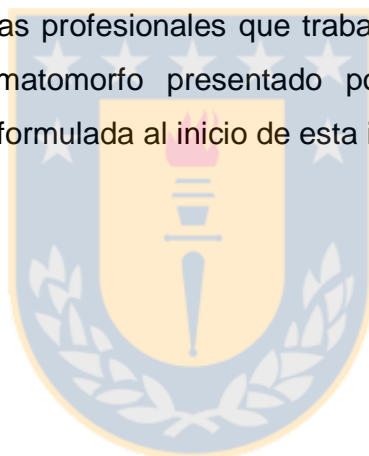 as profesionales que traba
matomorfo presentado po
formulada al inicio de esta i